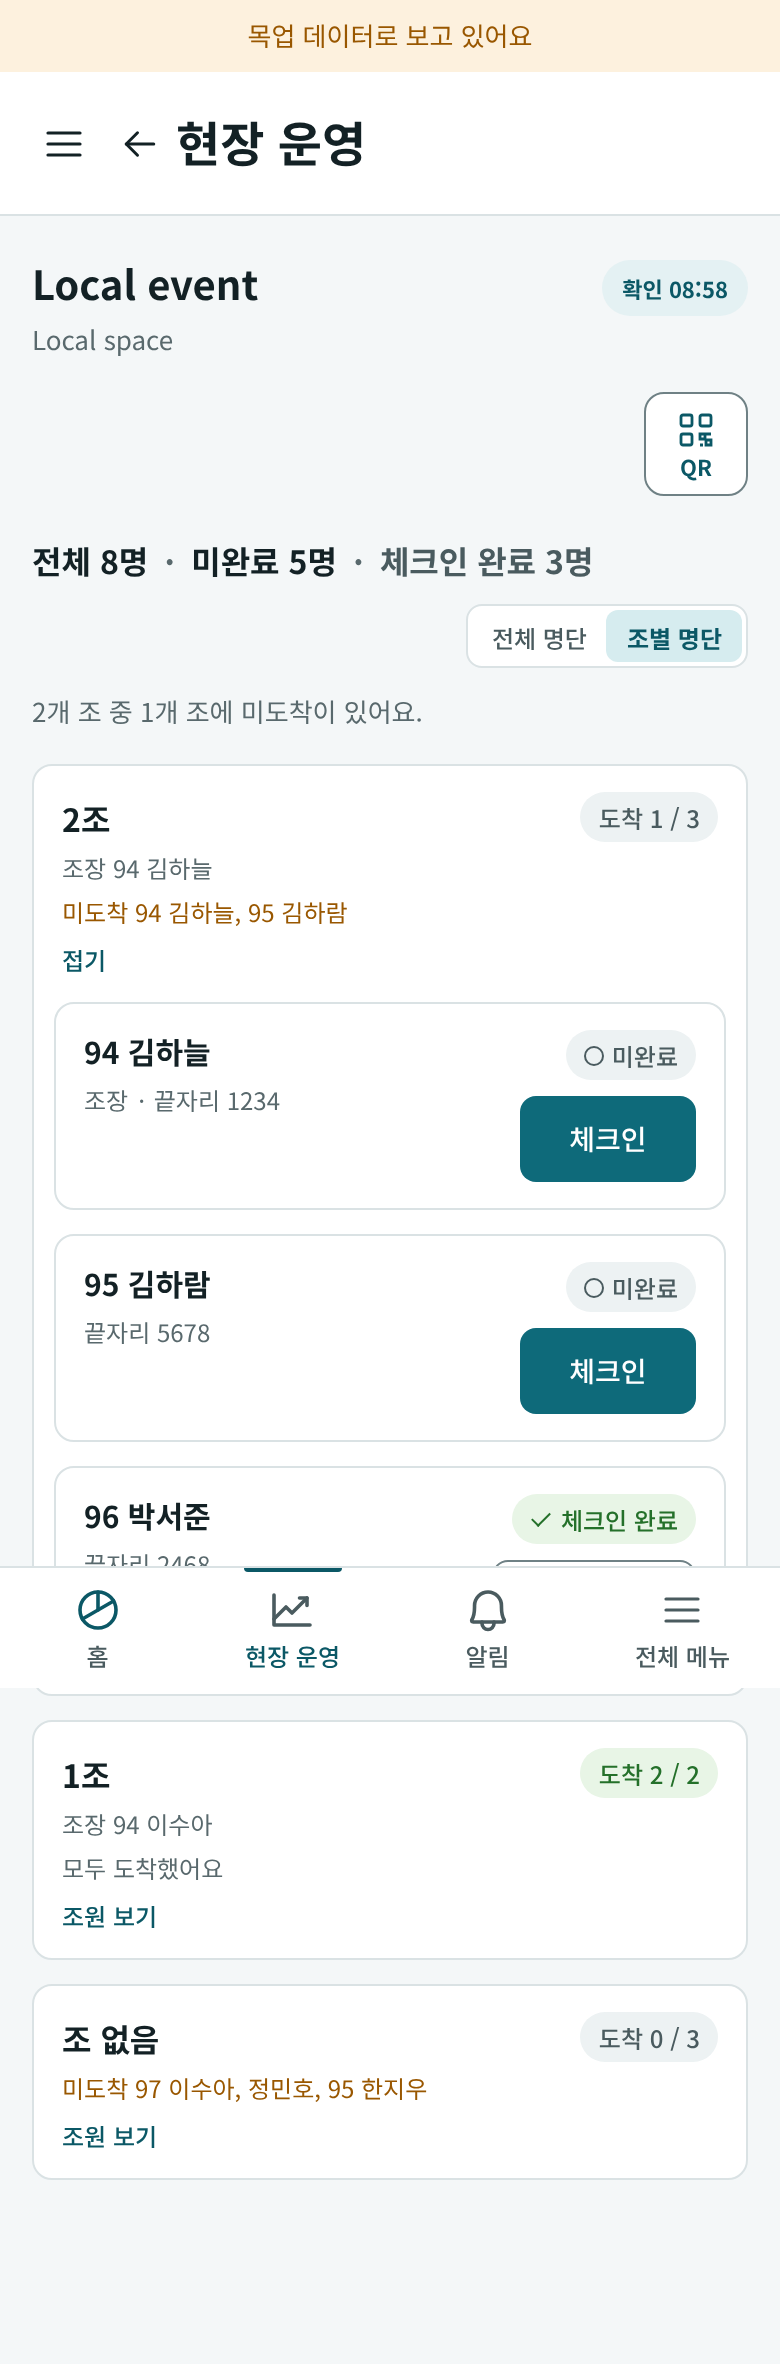 목업 데이터로 보고 있어요
현장 운영
Local event
확인 08:58
Local space
QR
전체 8명 · 미완료 5명 · 체크인 완료 3명
전체 명단 조별 명단
2개 조 중 1개 조에 미도착이 있어요.
2조
도착 1 / 3
조장 94 김하늘
미도착 94 김하늘, 95 김하람
접기
94 김하늘
미완료
조장 · 끝자리 1234
체크인
95 김하람
미완료
끝자리 5678
체크인
96 박서준
체크인 완료
끝자리 2468
홈
현장 운영
알림
전체 메뉴
1조
도착 2 / 2
조장 94 이수아
모두 도착했어요
조원 보기
조 없음
도착 0 / 3
미도착 97 이수아, 정민호, 95 한지우
조원 보기